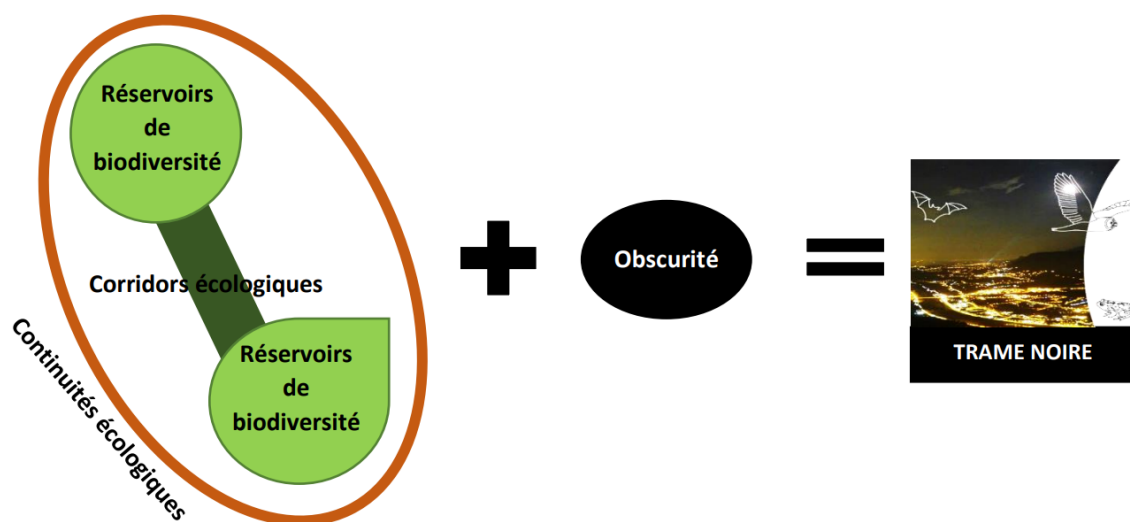 Réservoirs
de
biodiversité
Corridors écologiques
Réservoirs
de
biodiversité
Continuités écologiques
Obscurité
TRAME NOIRE